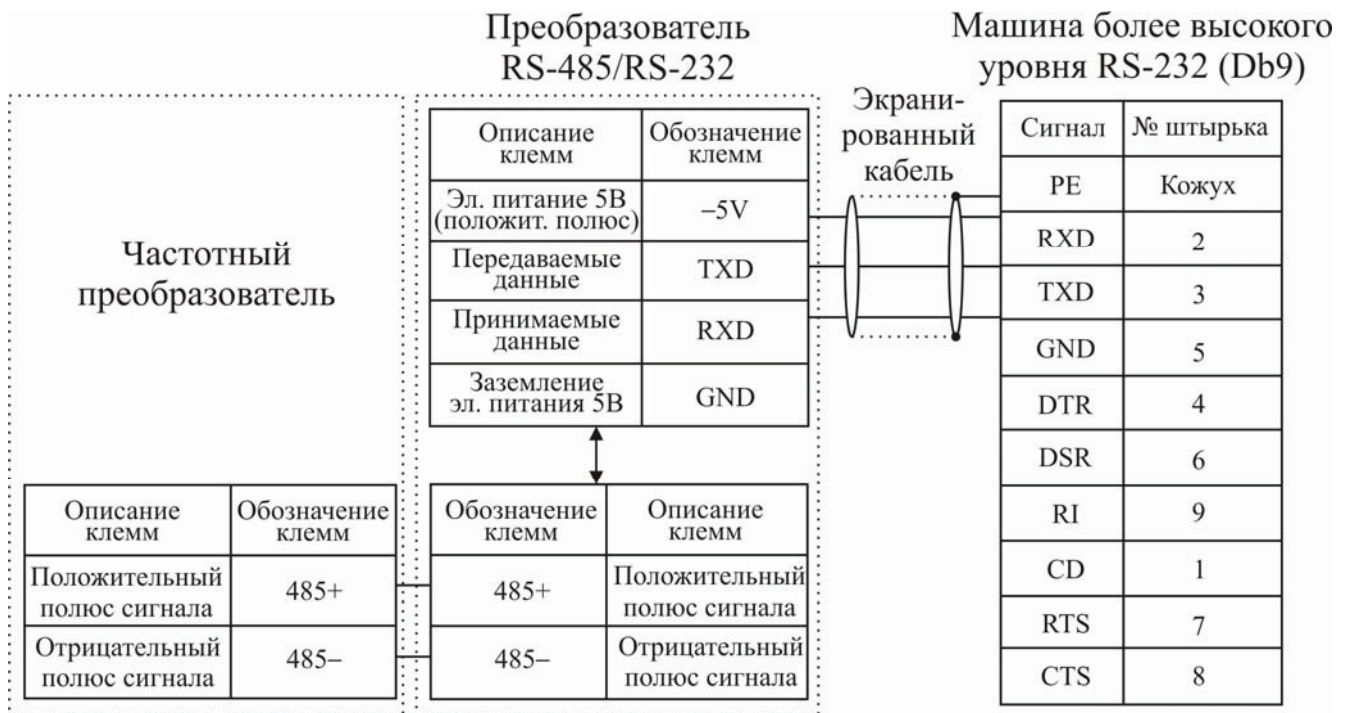 Преобразователь
RS-485/RS-232
Машина более высокого
уровня RS-232 (Db9)
Экрани-
рованный
кабель
Частотный
преобразователь
Описание
клемм
Обозначение
клемм
Эл. питание 5В
(положит. полюс)
–5V
Передаваемые
данные
TXD
Принимаемые
данные
RXD
Заземление
эл. питания 5В
GND
Сигнал
№ штырька
PE
Кожух
RXD
2
TXD
3
GND
5
DTR
4
DSR
6
RI
9
CD
1
RTS
7
CTS
8
Описание
клемм
Обозначение
клемм
Положительный
полюс сигнала
485+
Отрицательный
полюс сигнала
485–
Обозначение
клемм
Описание
клемм
485+
Положительный
полюс сигнала
485–
Отрицательный
полюс сигнала